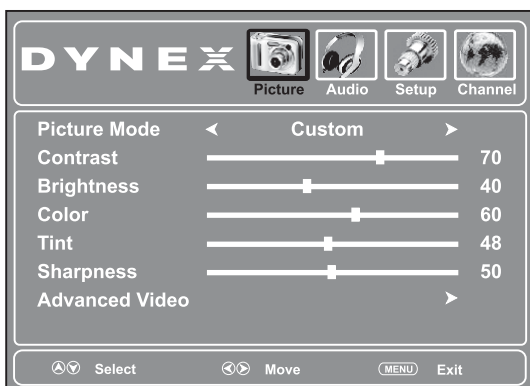 DYNEX
Picture Audio Setup Channel
Picture Mode Custom
Contrast 70
Brightness 40
Color 60
Tint 48
Sharpness 50
Advanced Video
Select Move MENU Exit